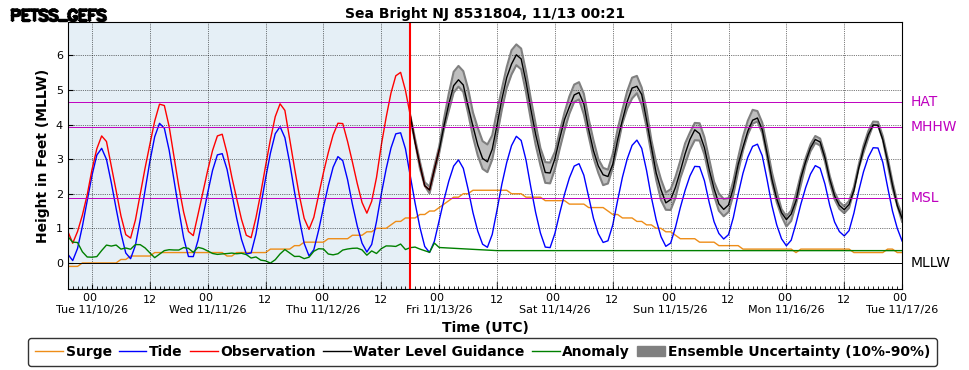 PETSS_GEFS
Sea Bright NJ 8531804, 11/13 00:21
Height in Feet (MLLW)
6
5
4
3
2
1
0
HAT
MHHW
MSL
MLLW
00 12 00 12 00 12 00 12 00 12 00 12 00 12 00
Tue 11/10/26 Wed 11/11/26 Thu 11/12/26 Fri 11/13/26 Sat 11/14/26 Sun 11/15/26 Mon 11/16/26 Tue 11/17/26
Time (UTC)
Surge Tide Observation Water Level Guidance Anomaly Ensemble Uncertainty (10%-90%)